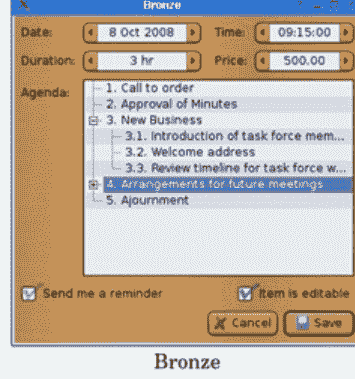 Bronze
Date: 8 Oct 2008 Time: 09:15:00
Duration: 3 hr Price: 500.00
Agenda: 1. Call to order
2. Approval of Minutes
3. New Business
3.1. Introduction of task force mem...
3.2. Welcome address
3.3. Review timeline for task force w...
4. Arrangements for future meetings
5. Ajournment
Send me a reminder Item is editable
Cancel Save
Bronze